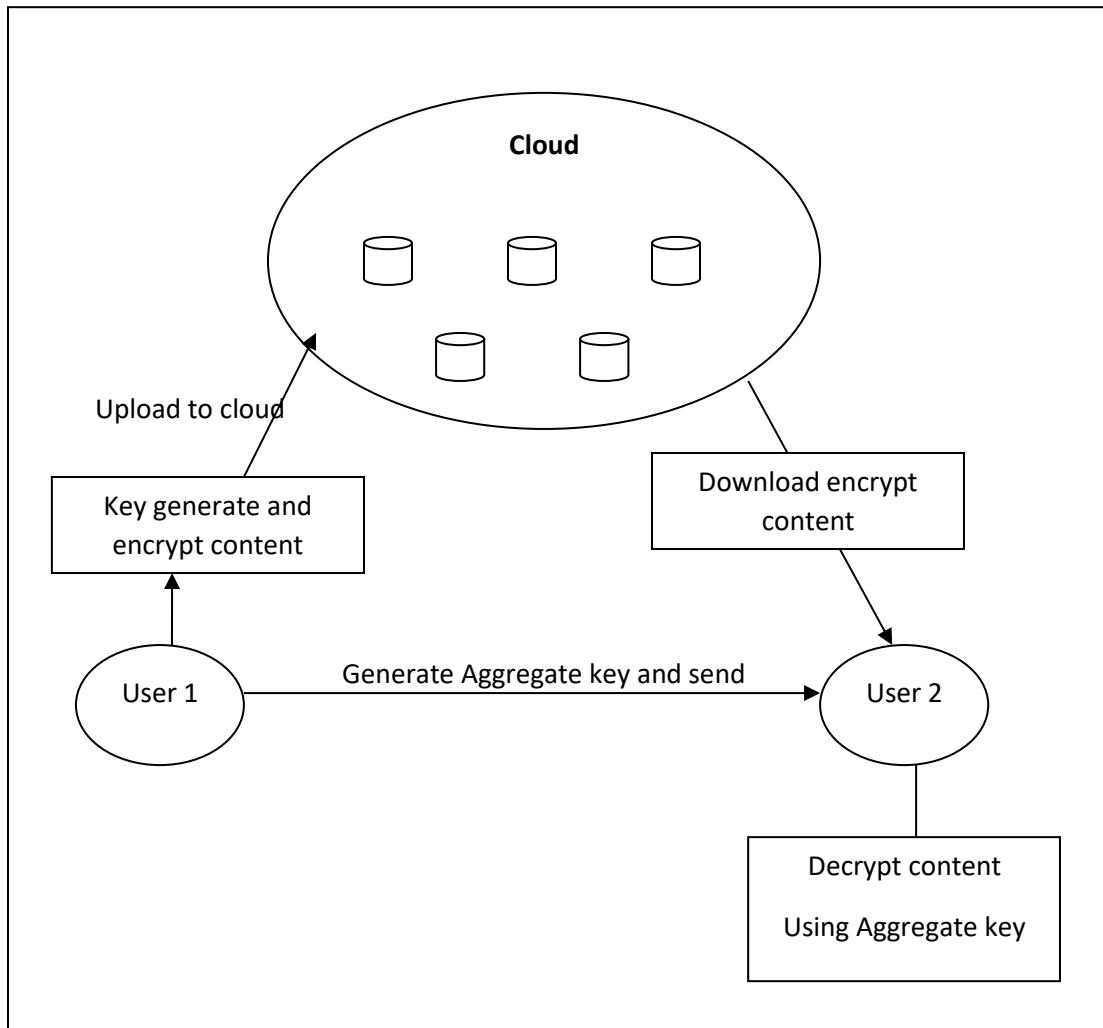 Cloud
Upload to cloud
Key generate and
encrypt content
Download encrypt
content
User 1
Generate Aggregate key and send
User 2
Decrypt content
Using Aggregate key